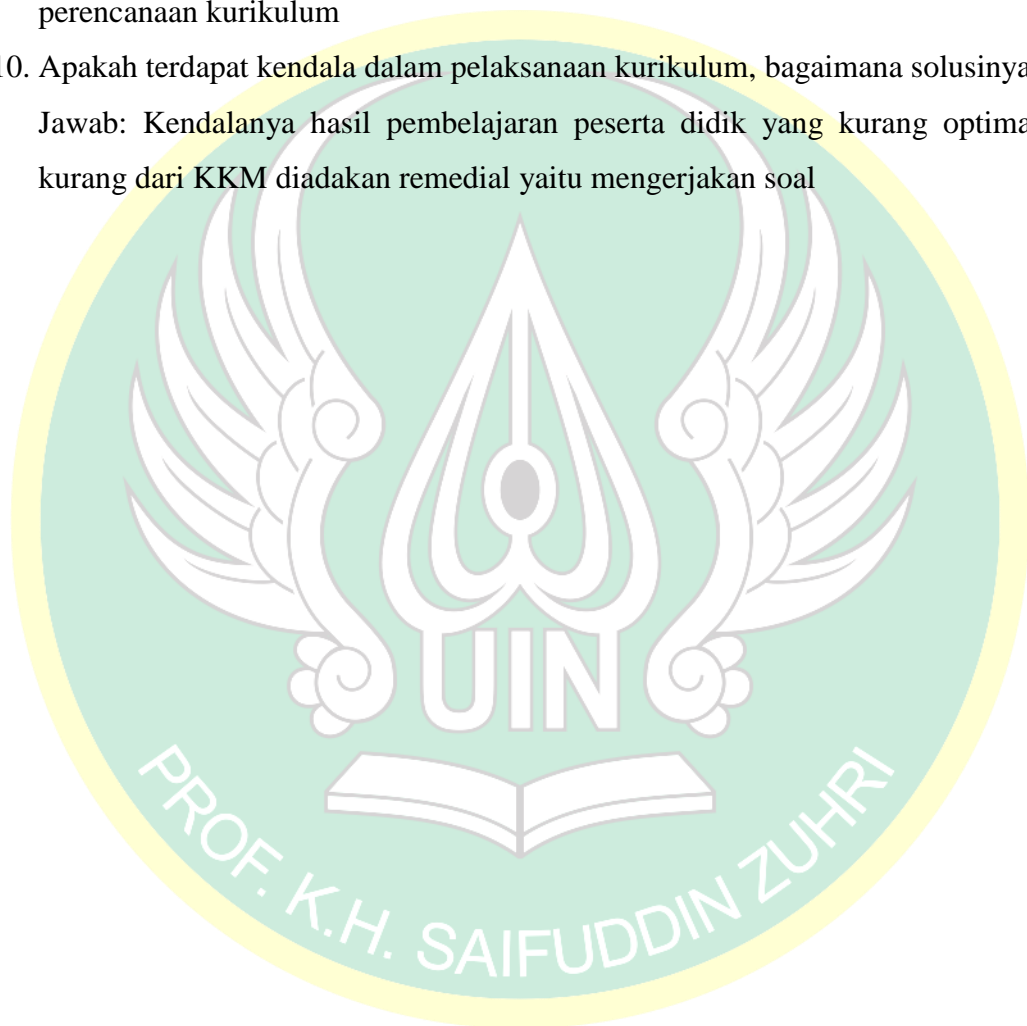 perencanaan kurikulum
10. Apakah terdapat kendala dalam pelaksanaan kurikulum, bagaimana solusinya
Jawab: Kendalanya hasil pembelajaran peserta didik yang kurang optima
kurang dari KKM diadakan remedial yaitu mengerjakan soal
UIN
PROF. K.H. SAIFUDDIN ZUHRI